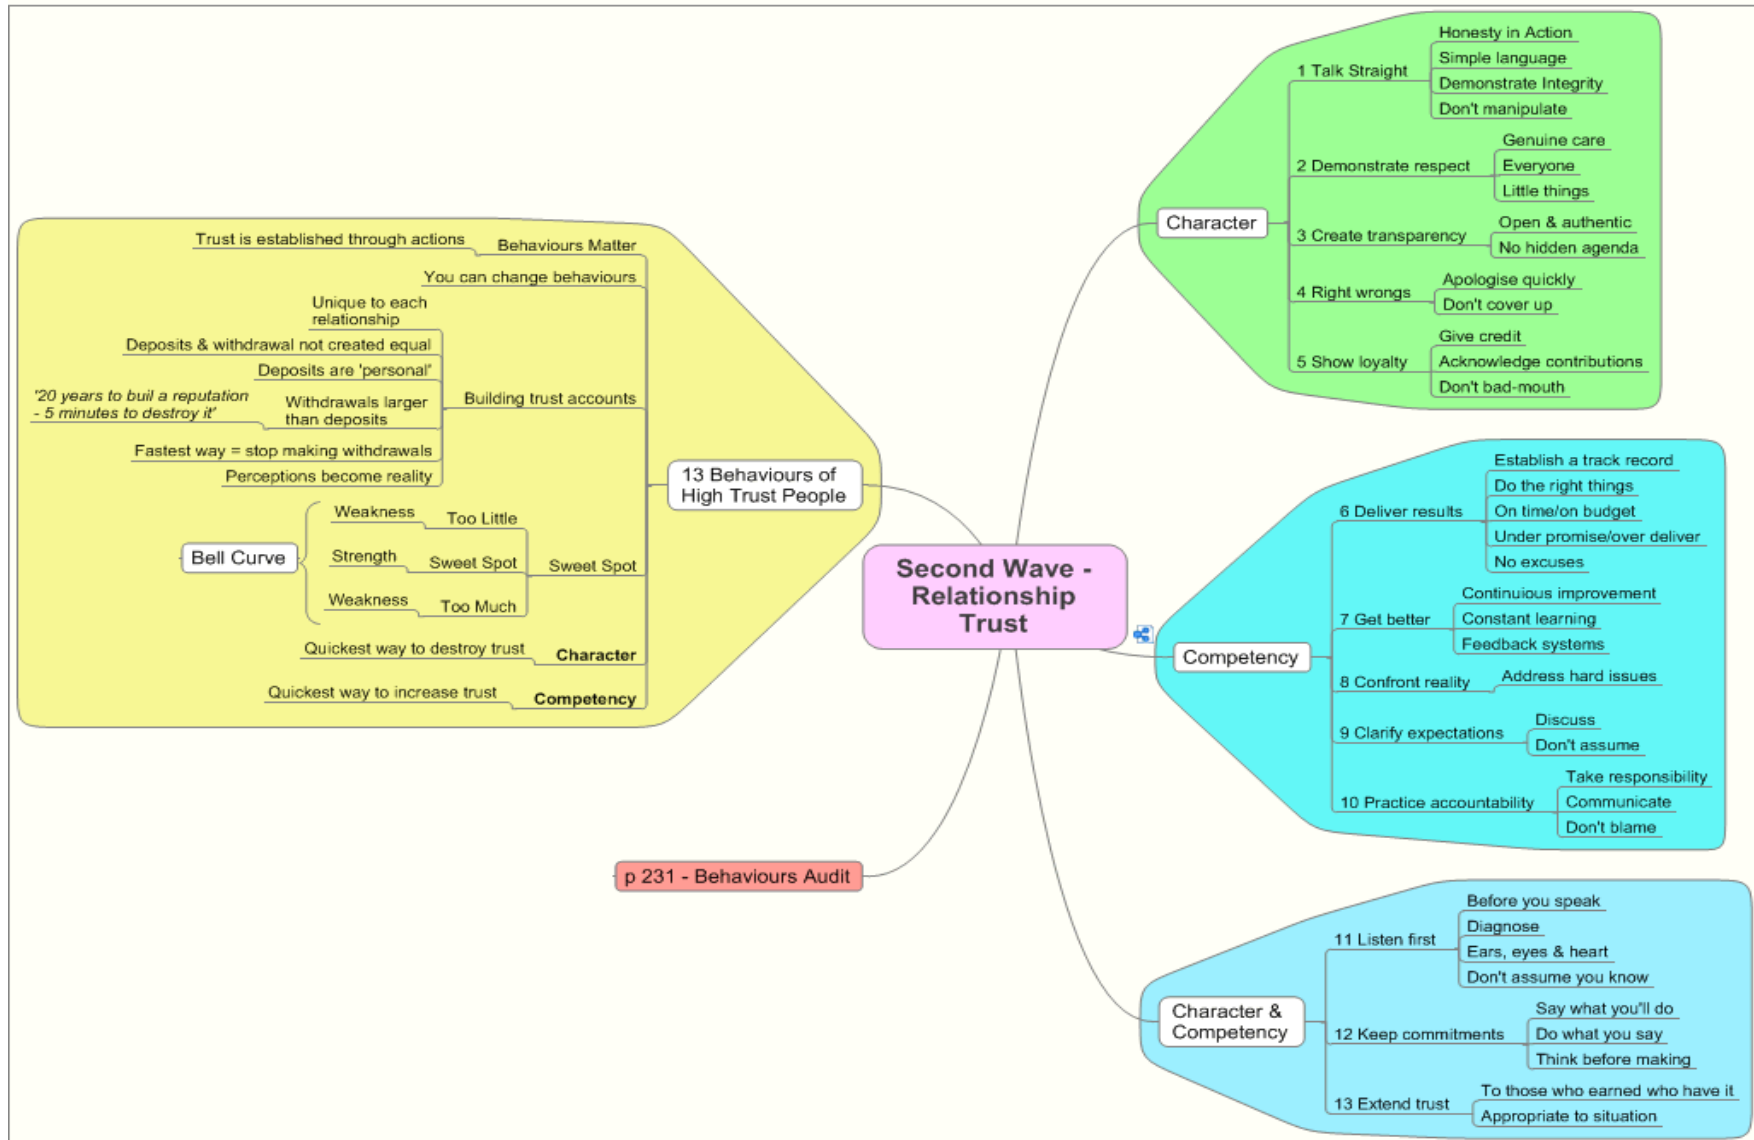 Second Wave -
Relationship
Trust
13 Behaviours of
High Trust People
Behaviours Matter
Trust is established through actions
You can change behaviours
Building trust accounts
Unique to each
relationship
Deposits & withdrawal not created equal
Deposits are 'personal'
Withdrawals larger
than deposits
'20 years to buil a reputation
- 5 minutes to destroy it'
Fastest way = stop making withdrawals
Perceptions become reality
Sweet Spot
Too Little
Weakness
Sweet Spot
Strength
Too Much
Weakness
Bell Curve
Character
Quickest way to destroy trust
Competency
Quickest way to increase trust
p 231 - Behaviours Audit
Character
1 Talk Straight
Honesty in Action
Simple language
Demonstrate Integrity
Don't manipulate
2 Demonstrate respect
Genuine care
Everyone
Little things
3 Create transparency
Open & authentic
No hidden agenda
4 Right wrongs
Apologise quickly
Don't cover up
5 Show loyalty
Give credit
Acknowledge contributions
Don't bad-mouth
Competency
6 Deliver results
Establish a track record
Do the right things
On time/on budget
Under promise/over deliver
No excuses
7 Get better
Continuious improvement
Constant learning
Feedback systems
8 Confront reality
Address hard issues
9 Clarify expectations
Discuss
Don't assume
10 Practice accountability
Take responsibility
Communicate
Don't blame
Character &
Competency
11 Listen first
Before you speak
Diagnose
Ears, eyes & heart
Don't assume you know
12 Keep commitments
Say what you'll do
Do what you say
Think before making
13 Extend trust
To those who earned who have it
Appropriate to situation